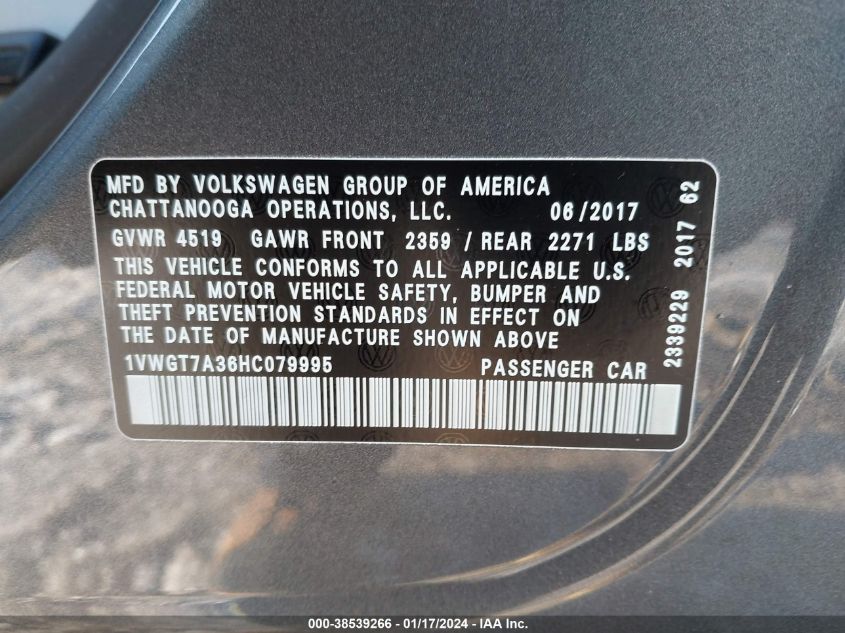 MFD BY VOLKSWAGEN GROUP OF AMERICA
CHATTANOOGA OPERATIONS, LLC. 06/2017
GVWR 4519 GAWR FRONT 2359 / REAR 2271 LBS
THIS VEHICLE CONFORMS TO ALL APPLICABLE U.S.
FEDERAL MOTOR VEHICLE SAFETY, BUMPER AND
THEFT PREVENTION STANDARDS IN EFFECT ON
THE DATE OF MANUFACTURE SHOWN ABOVE
1VWGT7A36HC079995 PASSENGER CAR
2339229 2017 62
000-38539266 - 01/17/2024 - IAA Inc.